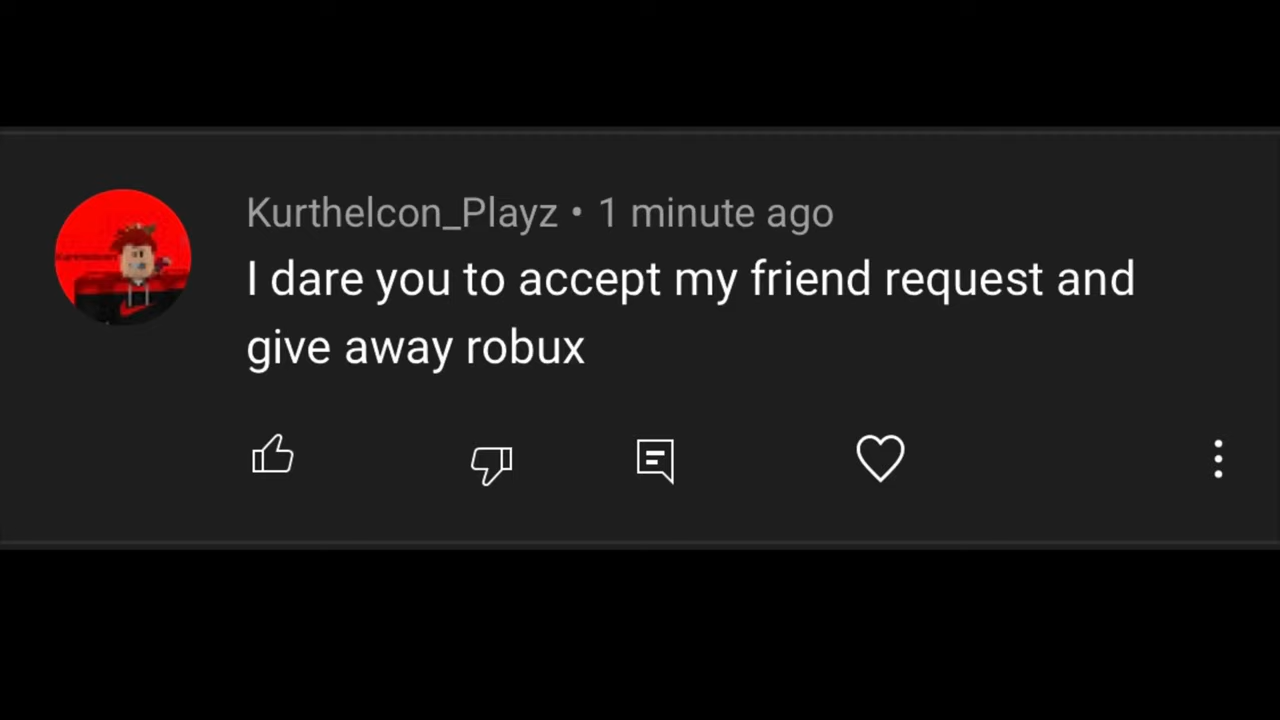 KurtheIcon_Playz • 1 minute ago
I dare you to accept my friend request and
give away robux